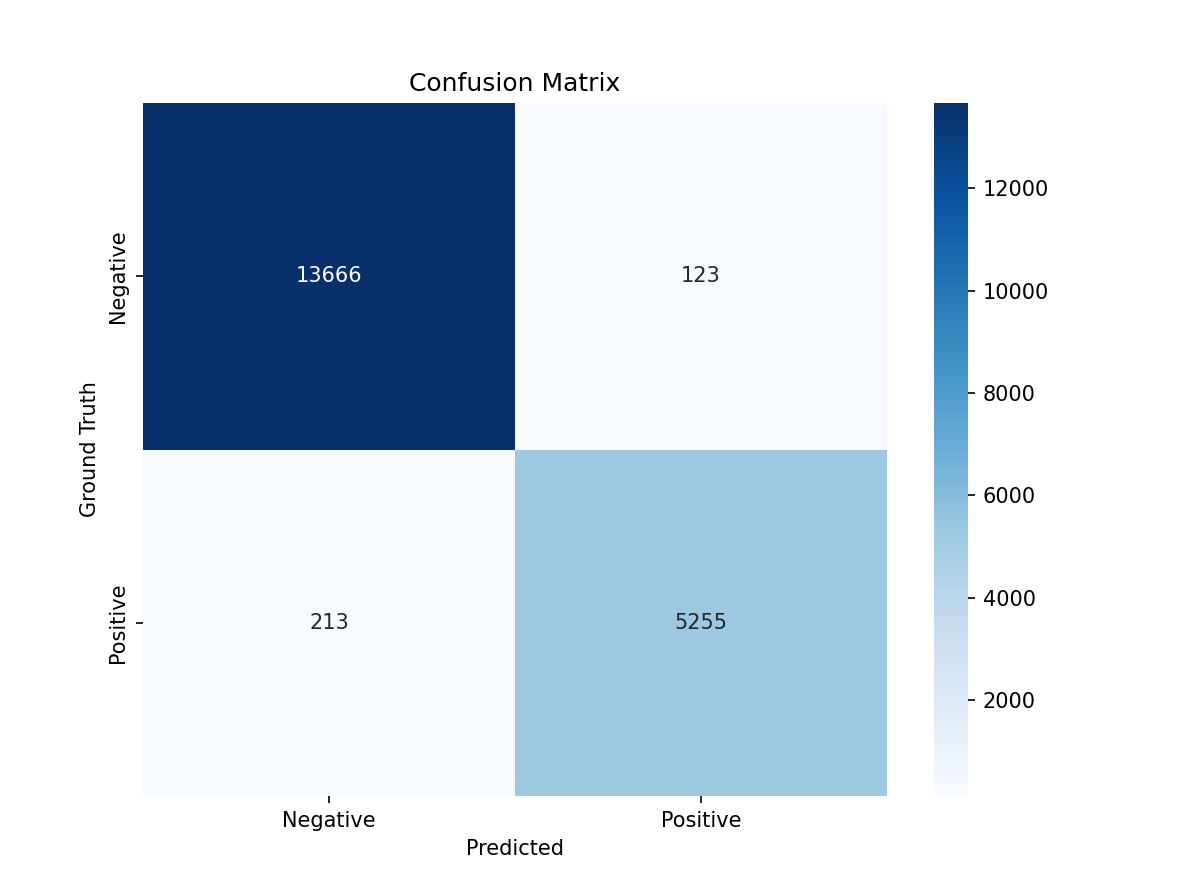 Confusion Matrix
Negative
13666
123
Ground Truth
Positive
213
5255
Negative
Positive
Predicted
12000
10000
8000
6000
4000
2000